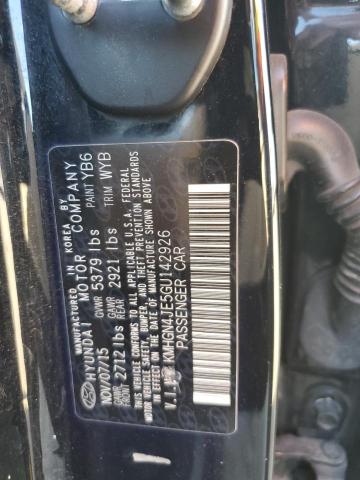 MANUFACTURED IN KOREA BY
HYUNDAI MOTOR COMPANY
NOV/07/15 GVWR 5379 lbs PAINT YB6
GAWR FRONT 2712 lbs GAWR REAR 2921 lbs TRIM WYB
THIS VEHICLE CONFORMS TO ALL APPLICABLE U.S.A. FEDERAL
MOTOR VEHICLE SAFETY, BUMPER, AND THEFT PREVENTION STANDARDS
IN EFFECT ON THE DATE OF MANUFACTURE SHOWN ABOVE
V.I.N: KMHGN4JE5GU142926
PASSENGER CAR